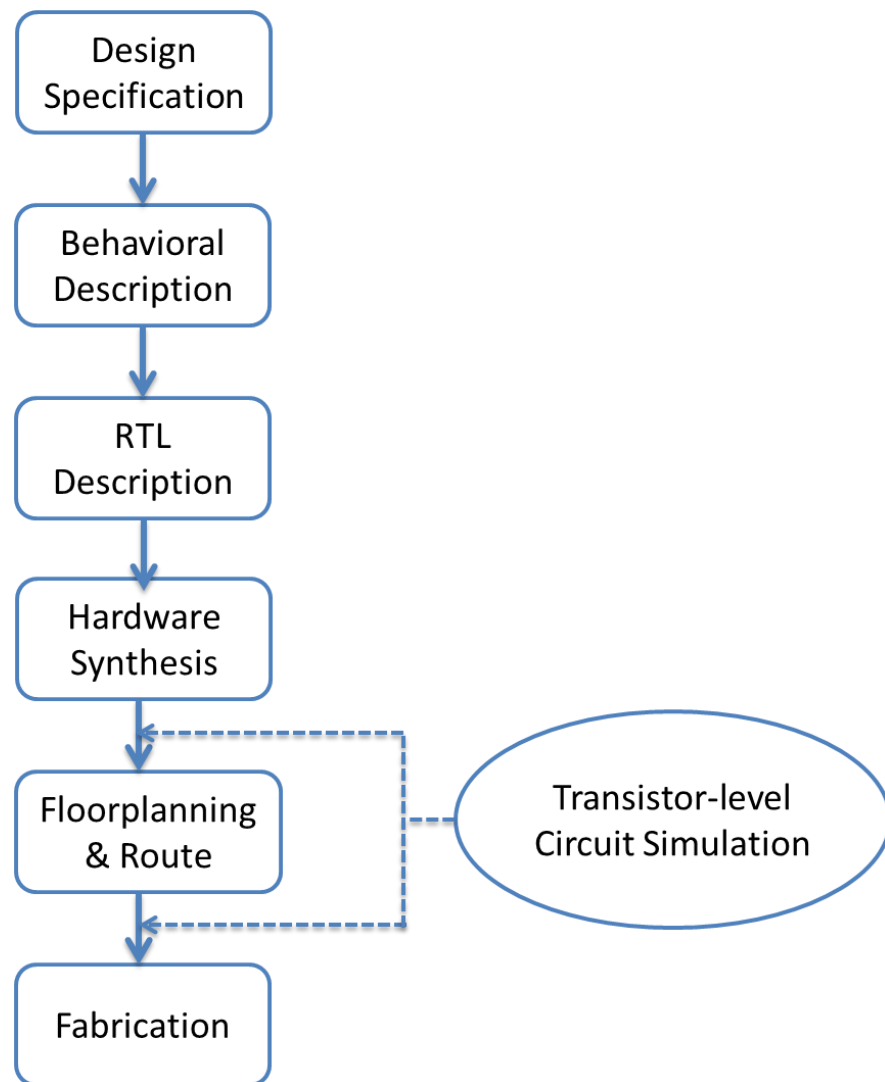 Design
Specification
Behavioral
Description
RTL
Description
Hardware
Synthesis
Floorplanning
& Route
Transistor-level
Circuit Simulation
Fabrication